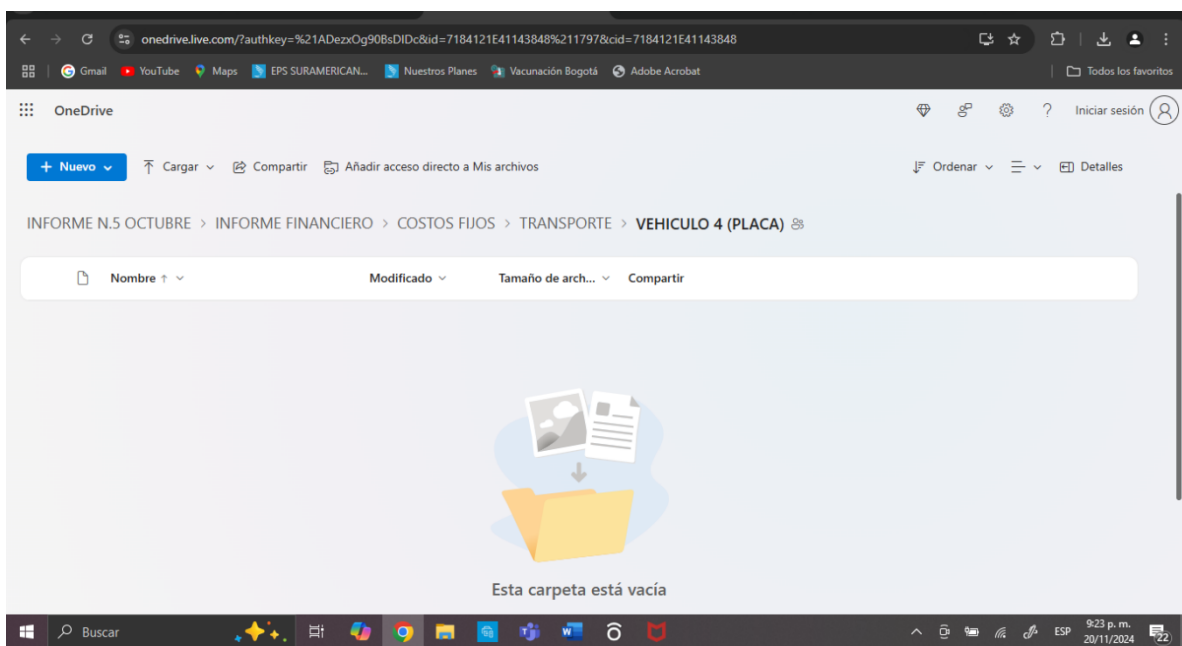 onedrive.live.com/?authkey=%21ADezxOg90BsDIDc&id=7184121E41143848%211797&cid=7184121E41143848
Gmail YouTube Maps EPS SURAMERICAN... Nuestros Planes Vacunación Bogotá Adobe Acrobat Todos los favoritos
OneDrive ? Iniciar sesión
+ Nuevo Cargar Compartir Añadir acceso directo a Mis archivos Ordenar Detalles
INFORME N.5 OCTUBRE > INFORME FINANCIERO > COSTOS FIJOS > TRANSPORTE > VEHICULO 4 (PLACA)
Nombre ↑ Modificado Tamaño de arch... Compartir
Esta carpeta está vacía
Buscar ESP 9:23 p. m.
20/11/2024 22